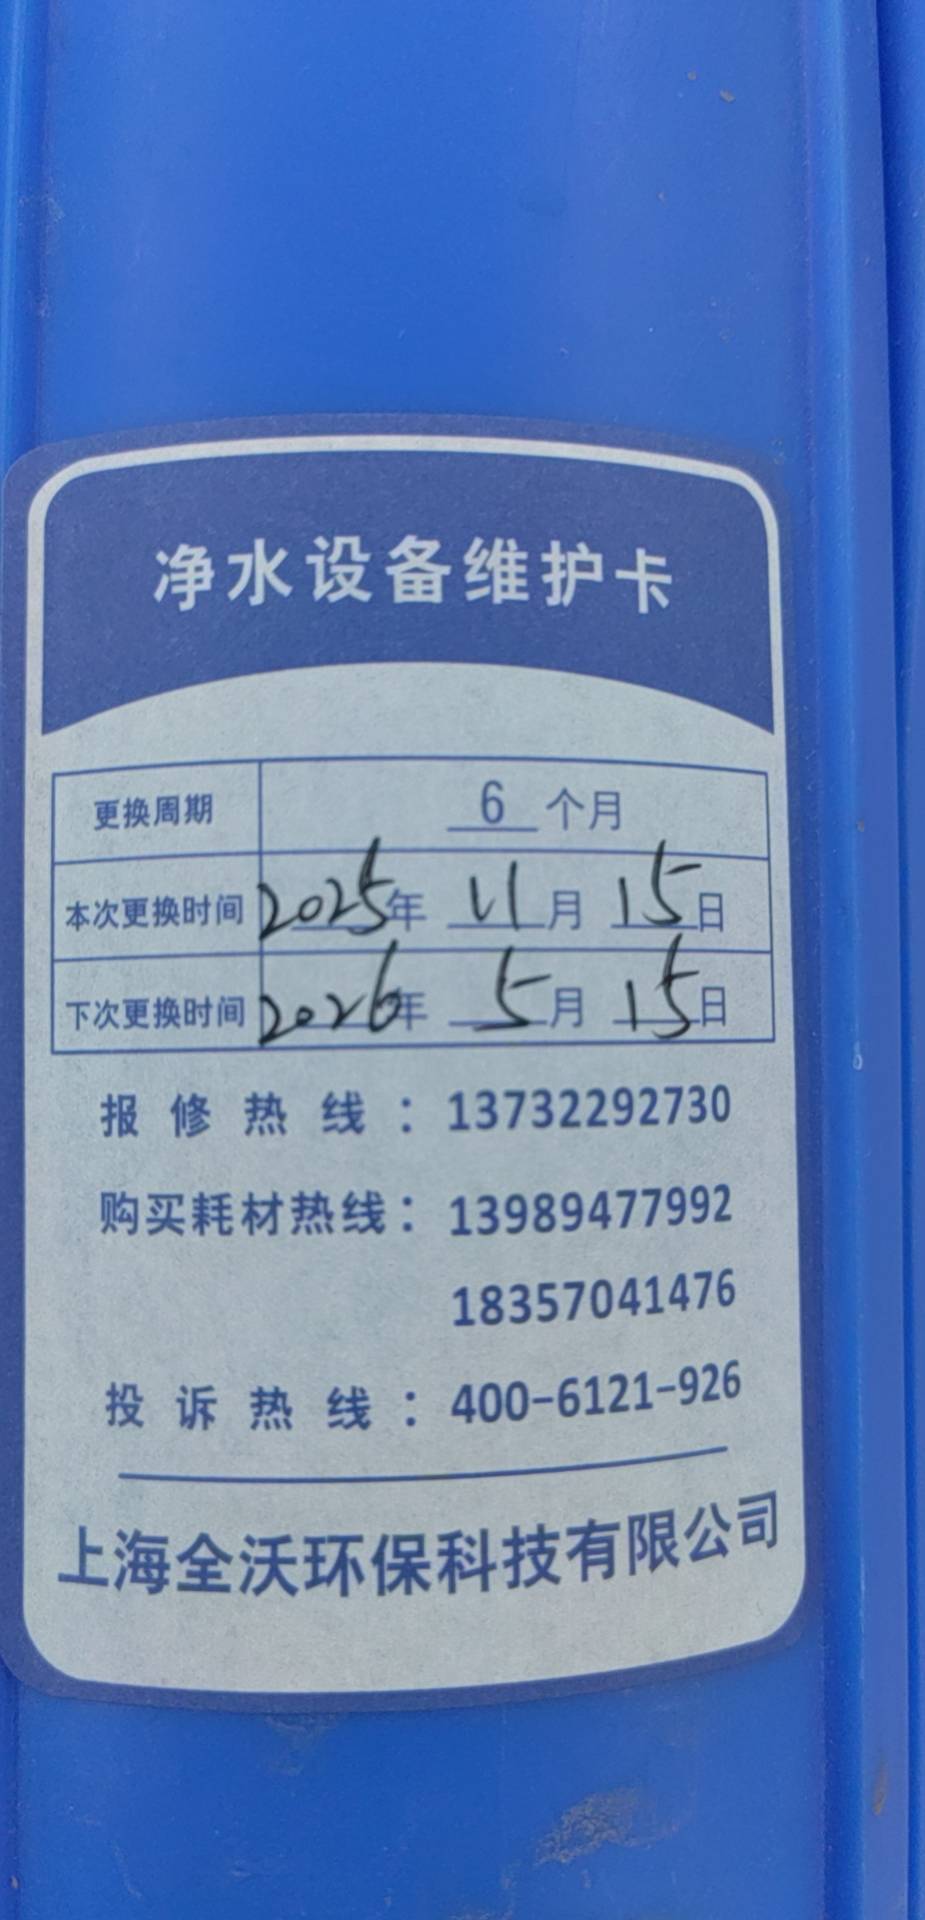 净水设备维护卡
更换周期 6 个月
本次更换时间 2025年 11月 15日
下次更换时间 2026年 5月 15日
报修热线：13732292730
购买耗材热线：13989477992
18357041476
投诉热线：400-6121-926
上海全沃环保科技有限公司